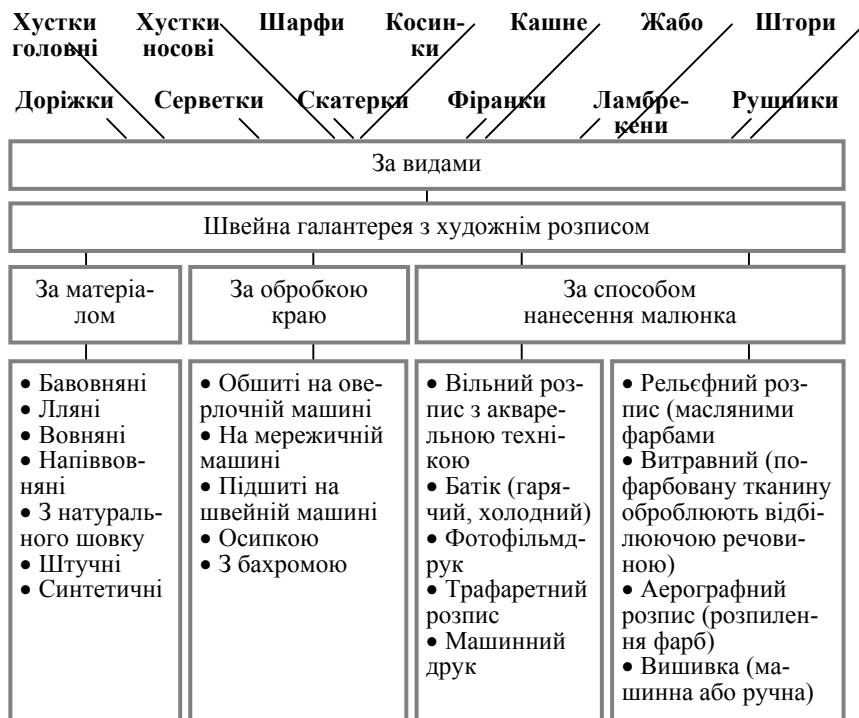 Хустки головні
Хустки носові
Шарфи
Косин-
ки
Кашне
Жабо
Штори
Доріжки
Серветки
Скатерки
Фіранки
Ламбре-
кени
Рушники
За видами
Швейна галантерея з художнім розписом
За матеріа-
лом
За обробкою
краю
За способом
нанесення малюнка
• Бавовняні
• Лляні
• Вовняні
• Напіввов-
няні
• З натураль-
ного шовку
• Штучні
• Синтетичні
• Обшиті на ове-
рлочній машині
• На мережичній
машині
• Підшиті на
швейній машині
• Осипкою
• З бахромою
• Вільний роз-
пис з акваре-
льною техні-
кою
• Батік (гаря-
чий, холодний)
• Фотофільмд-
рук
• Трафаретний
розпис
• Машинний
друк
• Рельєфний роз-
пис (масляними
фарбами
• Витравний (по-
фарбовану тканину
оброблюють відбі-
люючою речови-
ною)
• Аерографний
розпис (розпилен-
ня фарб)
• Вишивка (ма-
шинна або ручна)